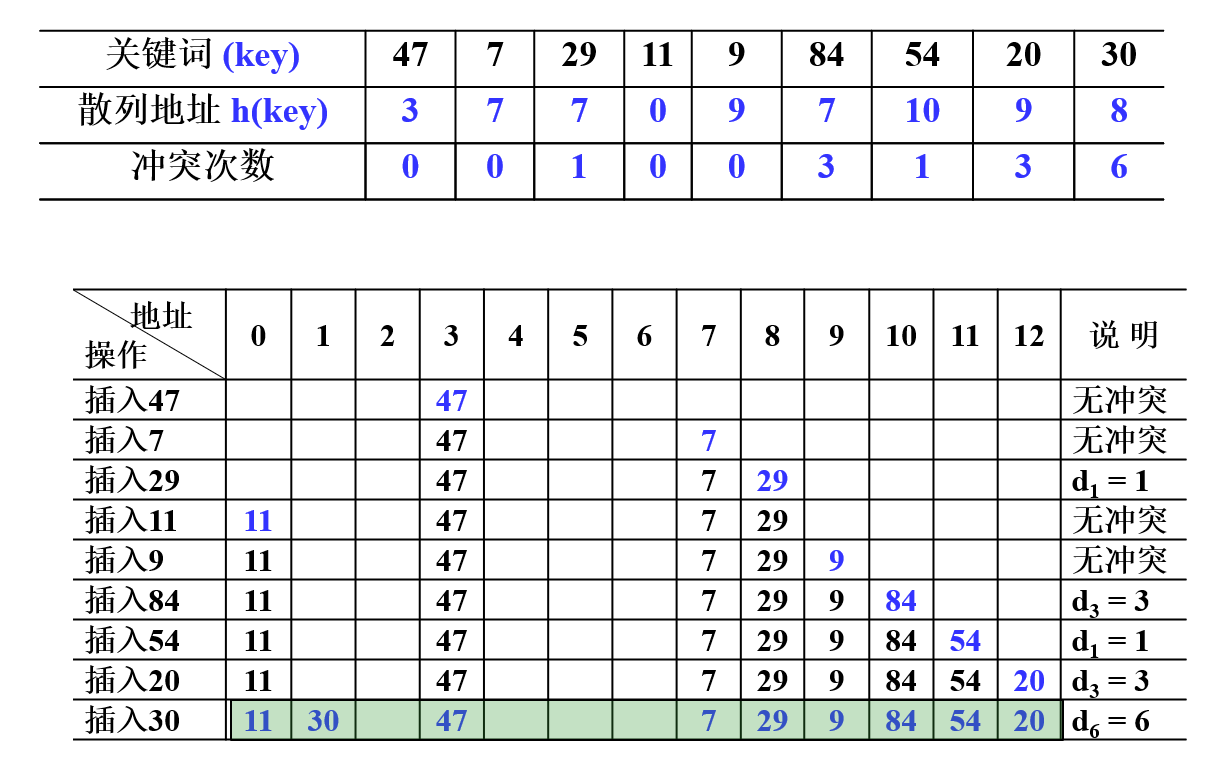 关键词 (key) 47 7 29 11 9 84 54 20 30
散列地址 h(key) 3 7 7 0 9 7 10 9 8
冲突次数 0 0 1 0 0 3 1 3 6
地址
操作 0 1 2 3 4 5 6 7 8 9 10 11 12 说 明
插入47 47 无冲突
插入7 47 7 无冲突
插入29 47 7 29 d₁ = 1
插入11 11 47 7 29 无冲突
插入9 11 47 7 29 9 无冲突
插入84 11 47 7 29 9 84 d₃ = 3
插入54 11 47 7 29 9 84 54 d₁ = 1
插入20 11 47 7 29 9 84 54 20 d₃ = 3
插入30 11 30 47 7 29 9 84 54 20 d₆ = 6